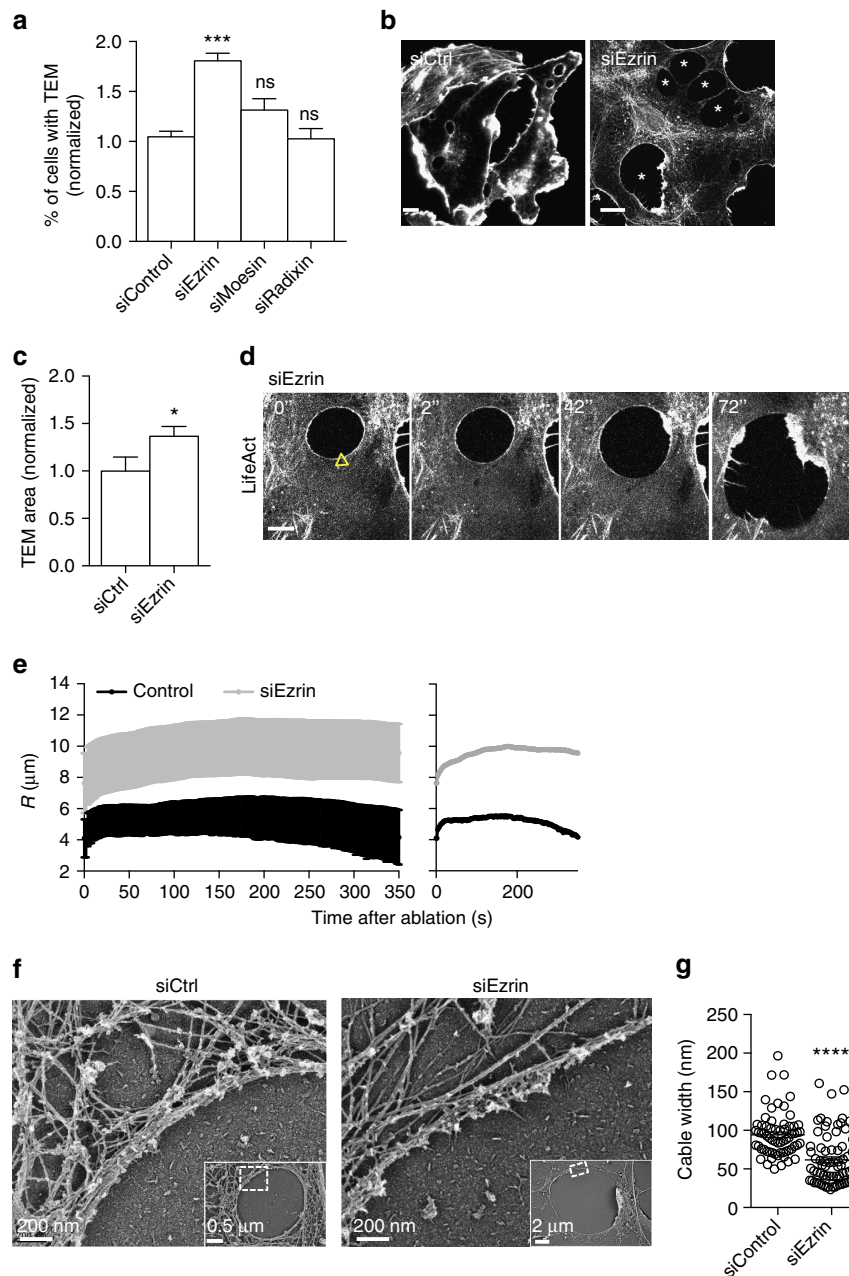 a
2.0
1.5
1.0
0.5
0.0
% of cells with TEM
(normalized)
***
ns
ns
siControl
siEzrin
siMoesin
siRadixin
b
siCtrl
siEzrin
*
*
*
*
*
c
2.0
1.5
1.0
0.5
0.0
TEM area (normalized)
*
siCtrl
siEzrin
d
siEzrin
LifeAct
0’’
2’’
42’’
72’’
e
Control
siEzrin
14
12
10
8
6
4
2
R (μm)
0
50
100
150
200
250
300
350
0
200
Time after ablation (s)
f
siCtrl
siEzrin
200 nm
0.5 μm
200 nm
2 μm
g
250
200
150
100
50
0
Cable width (nm)
****
siControl
siEzrin